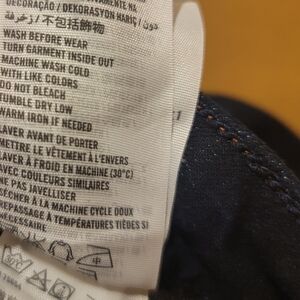 DECORAÇÃO / DEKORASYON HARİÇ /
不包括飾物
WASH BEFORE WEAR
TURN GARMENT INSIDE OUT
MACHINE WASH COLD
WITH LIKE COLORS
DO NOT BLEACH
TUMBLE DRY LOW
WARM IRON IF NEEDED
LAVER AVANT DE PORTER
METTRE LE VÊTEMENT À L'ENVERS
LAVER À FROID EN MACHINE (30°C)
AVEC COULEURS SIMILAIRES
NE PAS JAVELLISER
SÉCHER À LA MACHINE CYCLE DOUX
REPASSAGE À TEMPÉRATURES TIÈDES SI
中